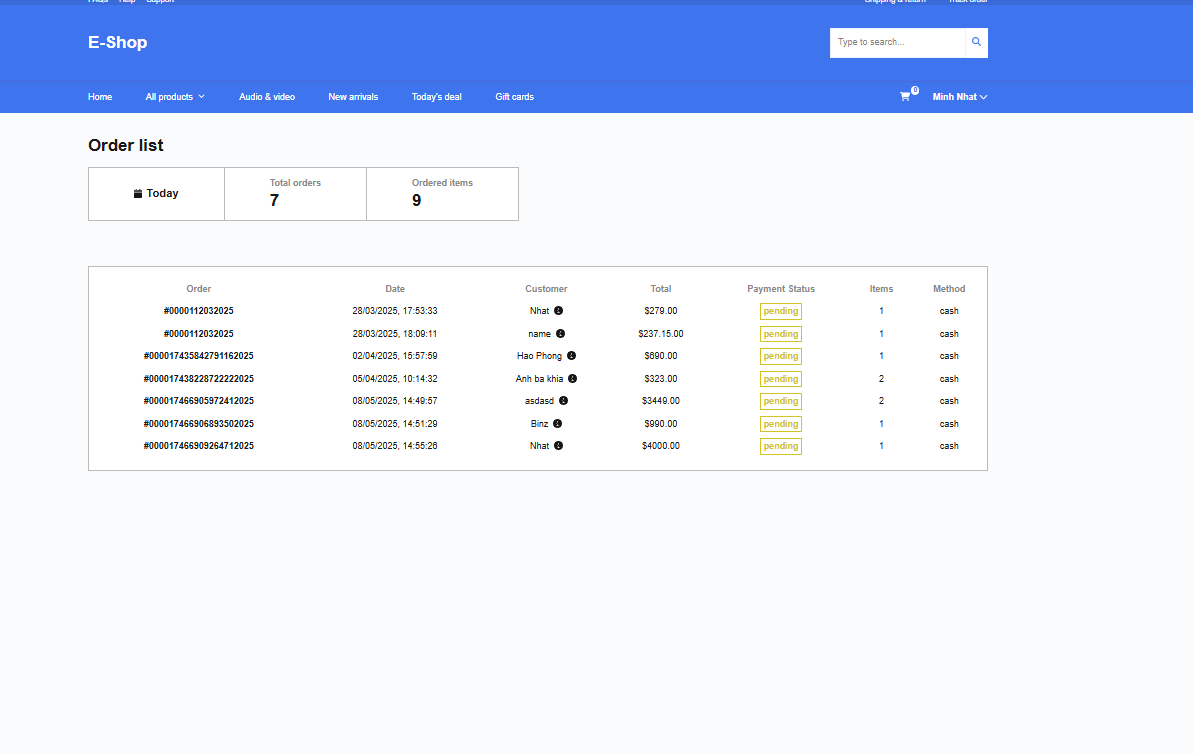 FAQs Help Support Shipping & return Track order
E-Shop Type to search...
Home All products Audio & video New arrivals Today's deal Gift cards 0 Minh Nhat
Order list
Today Total orders 7 Ordered items 9
Order Date Customer Total Payment Status Items Method
#0000112032025 28/03/2025, 17:53:33 Nhat $279.00 pending 1 cash
#0000112032025 28/03/2025, 18:09:11 name $237.15.00 pending 1 cash
#000017435842791162025 02/04/2025, 15:57:59 Hao Phong $690.00 pending 1 cash
#000017438228722222025 05/04/2025, 10:14:32 Anh ba khia $323.00 pending 2 cash
#000017466905972412025 08/05/2025, 14:49:57 asdasd $3449.00 pending 2 cash
#000017466906893502025 08/05/2025, 14:51:29 Binz $990.00 pending 1 cash
#000017466909264712025 08/05/2025, 14:55:26 Nhat $4000.00 pending 1 cash